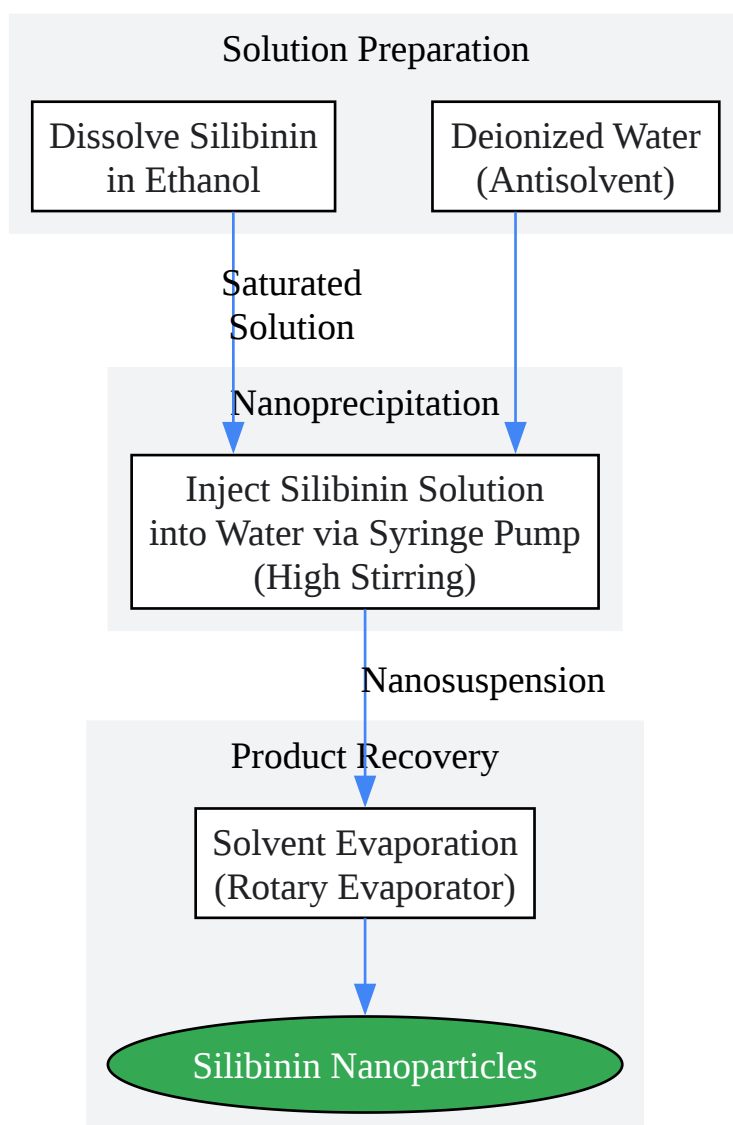 Solution Preparation
Dissolve Silibinin
in Ethanol
Deionized Water
(Antisolvent)
Saturated
Solution
Nanoprecipitation
Inject Silibinin Solution
into Water via Syringe Pump
(High Stirring)
Nanosuspension
Product Recovery
Solvent Evaporation
(Rotary Evaporator)
Silibinin Nanoparticles